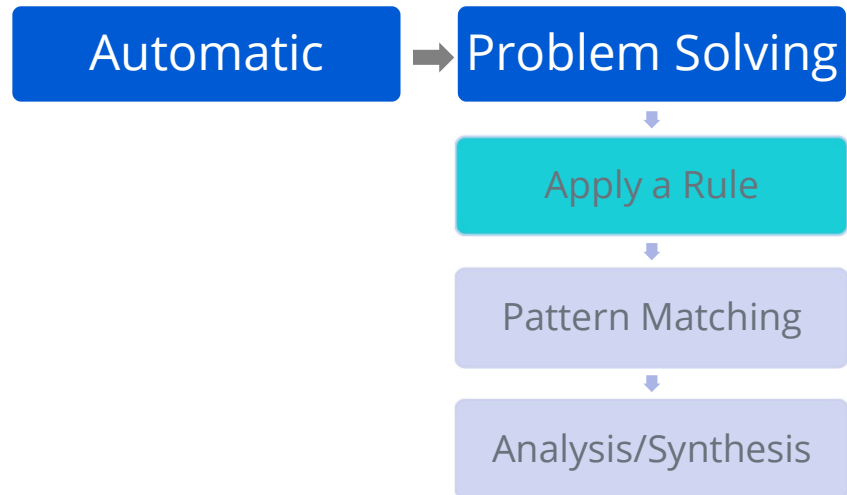 Automatic
Problem Solving
Apply a Rule
Pattern Matching
Analysis/Synthesis